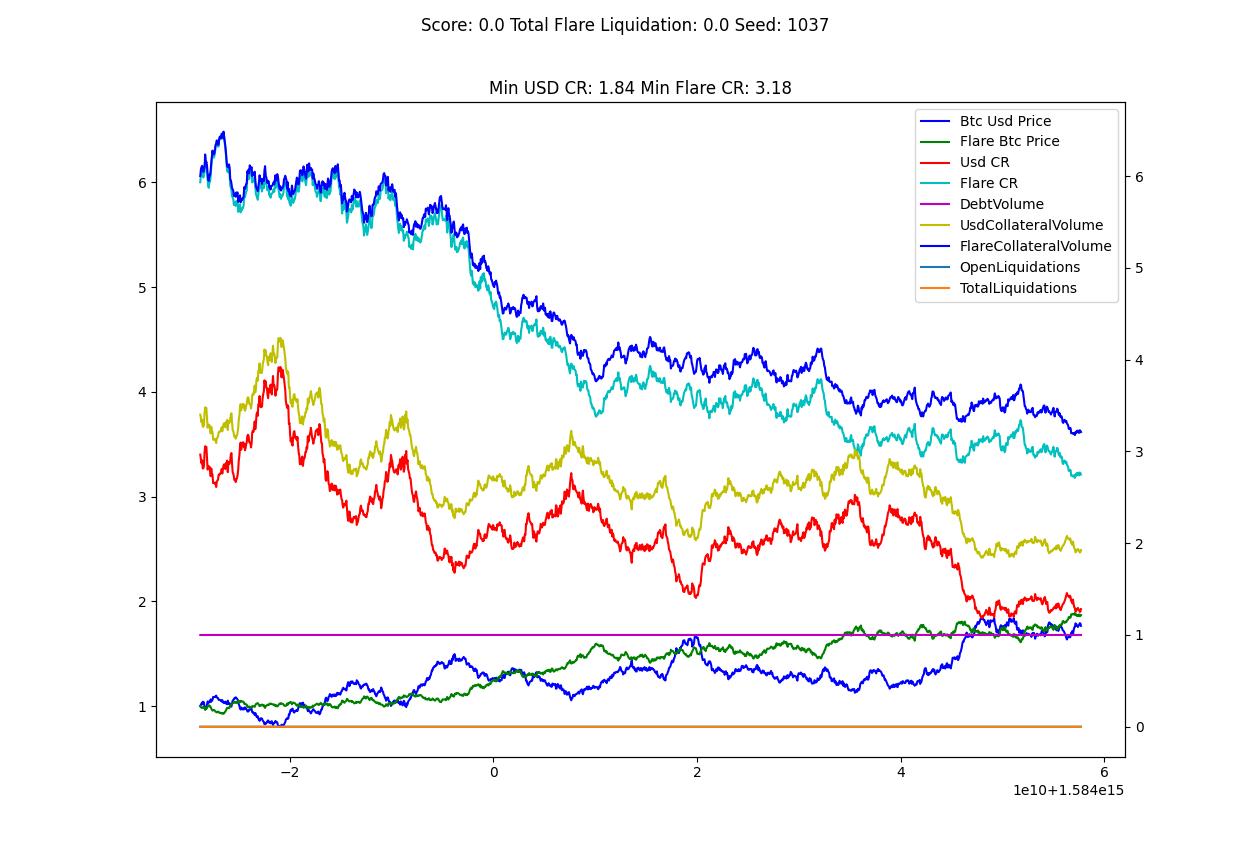 Score: 0.0 Total Flare Liquidation: 0.0 Seed: 1037
Min USD CR: 1.84 Min Flare CR: 3.18
Btc Usd Price
Flare Btc Price
Usd CR
Flare CR
DebtVolume
UsdCollateralVolume
FlareCollateralVolume
OpenLiquidations
TotalLiquidations
6
5
4
3
2
1
6
5
4
3
2
1
0
−2
0
2
4
6
1e10+1.584e15